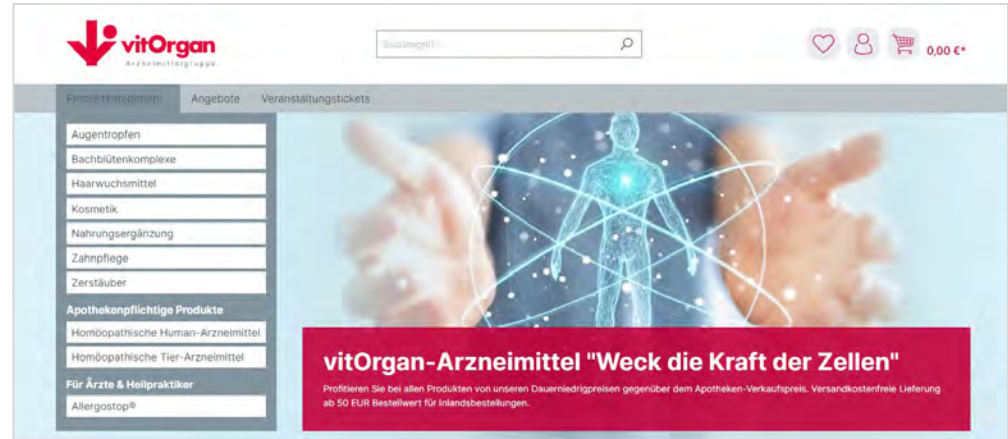 vitOrgan
Arzneimittelgruppe
0,00 €*
Angebote
Veranstaltungstickets
Augentropfen
Bachblütenkomplexe
Haarwuchsmittel
Kosmetik
Nahrungsergänzung
Zahnpflege
Zerstäuber
Apothekenpflichtige Produkte
Homöopathische Human-Arzneimittel
Homöopathische Tier-Arzneimittel
Für Ärzte & Heilpraktiker
Allergostop®
vitOrgan-Arzneimittel "Weck die Kraft der Zellen"
Profitieren Sie bei allen Produkten von unseren Dauerniedrigpreisen gegenüber dem Apotheken-Verkaufspreis. Versandkostenfreie Lieferung
ab 50 EUR Bestellwert für Inlandsbestellungen.